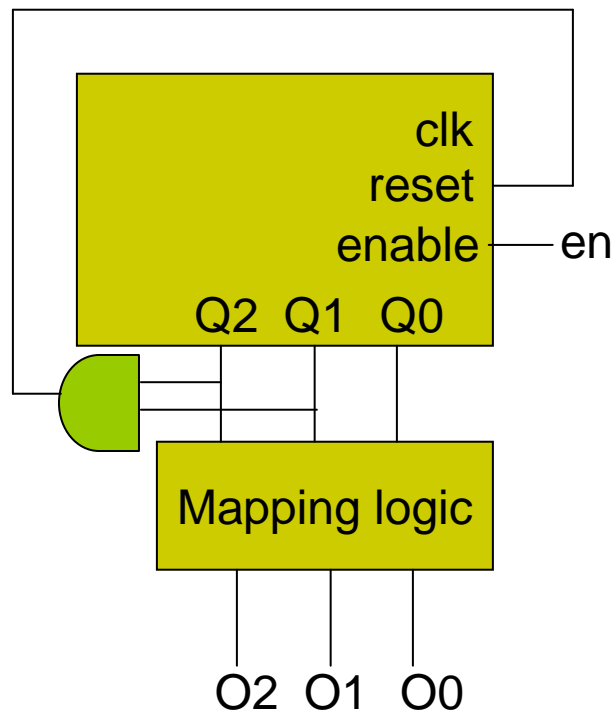 clk
reset
enable
en
Q2 Q1 Q0
Mapping logic
O2 O1 O0